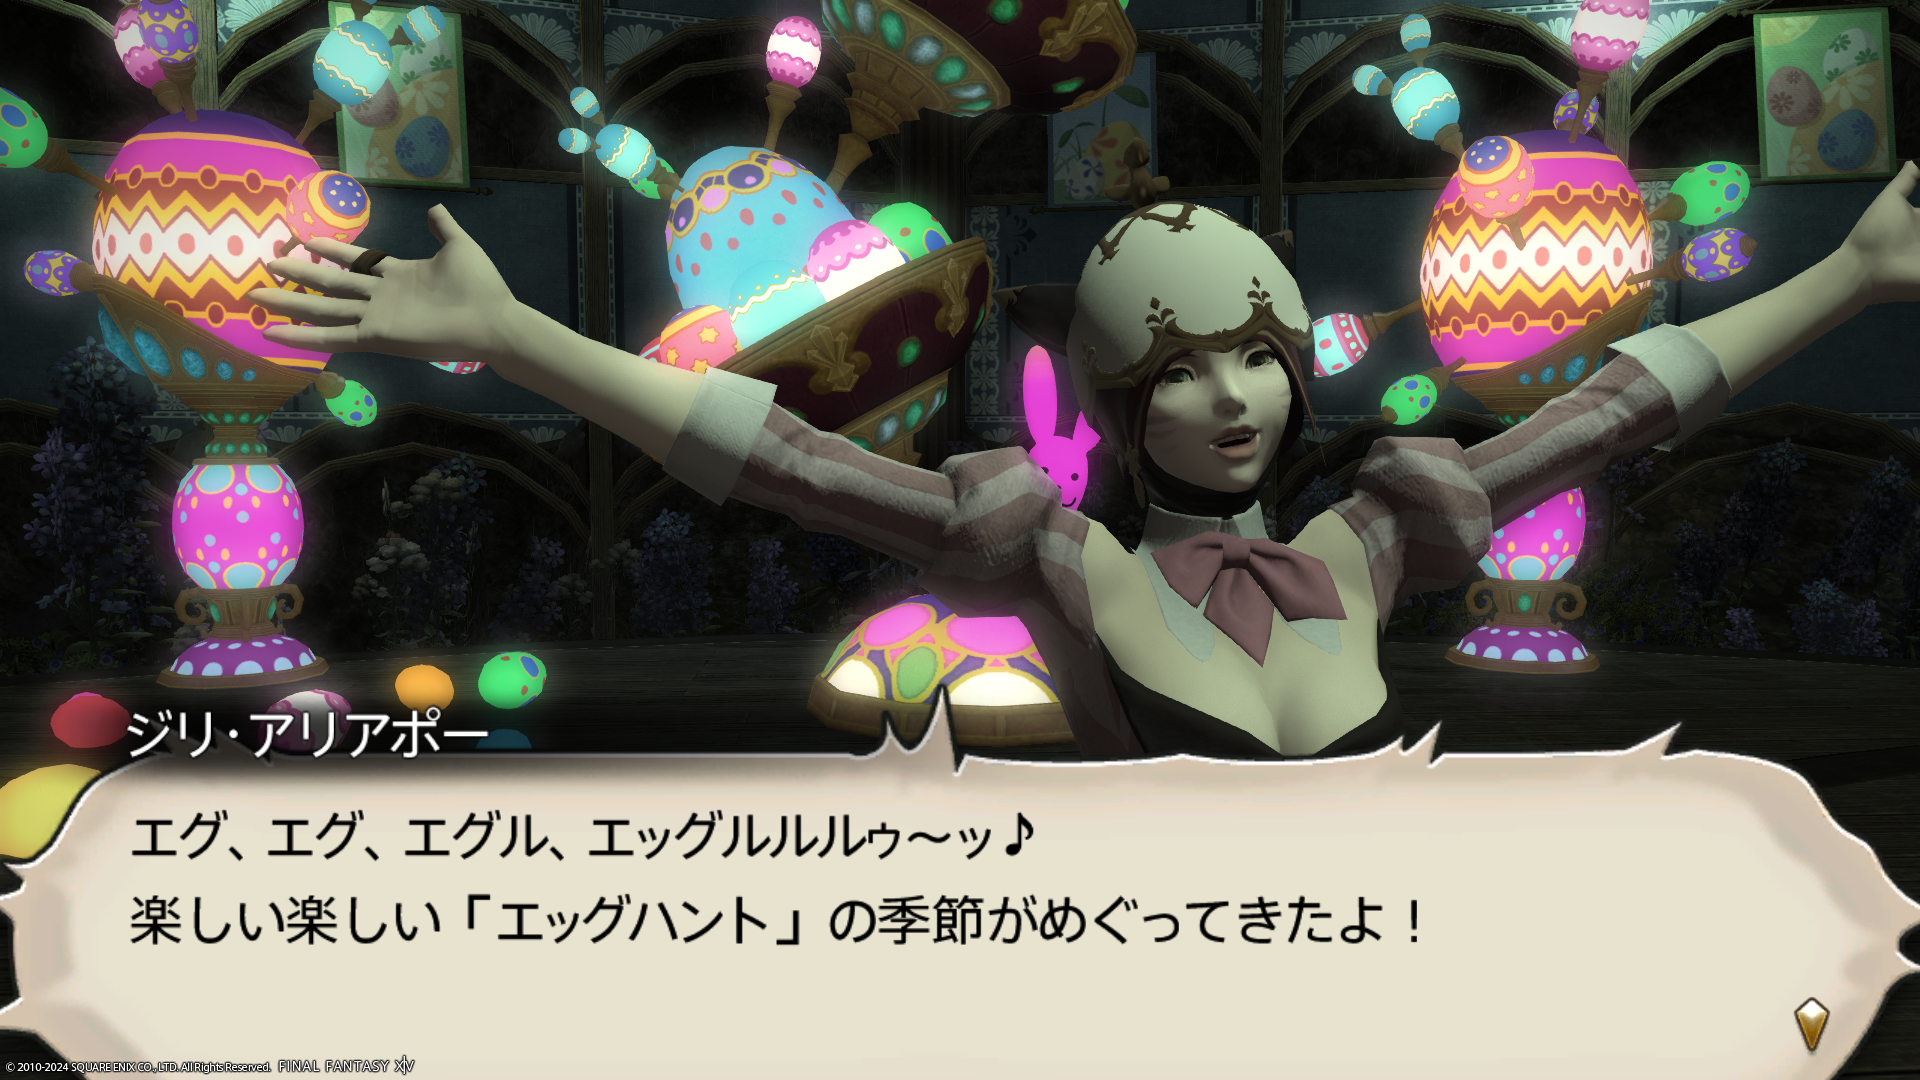 ジリ・アリアポー
エグ、エグ、エグル、エッグルルルゥ～ッ♪
楽しい楽しい「エッグハント」の季節がめぐってきたよ！
© 2010-2024 SQUARE ENIX CO., LTD. All Rights Reserved. FINAL FANTASY XIV